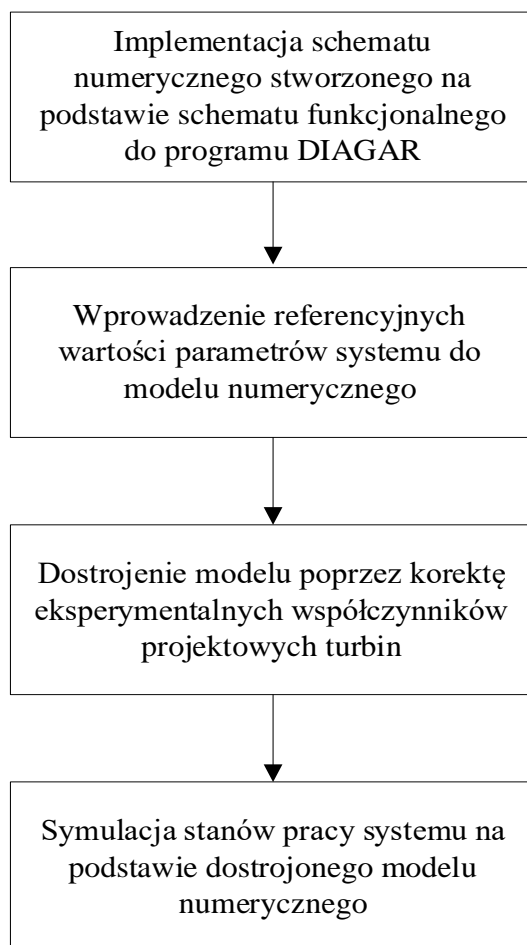 Implementacja schematu
numerycznego stworzonego na
podstawie schematu funkcjonalnego
do programu DIAGAR
Wprowadzenie referencyjnych
wartości parametrów systemu do
modelu numerycznego
Dostrojenie modelu poprzez korektę
eksperymentalnych współczynników
projektowych turbin
Symulacja stanów pracy systemu na
podstawie dostrojonego modelu
numerycznego